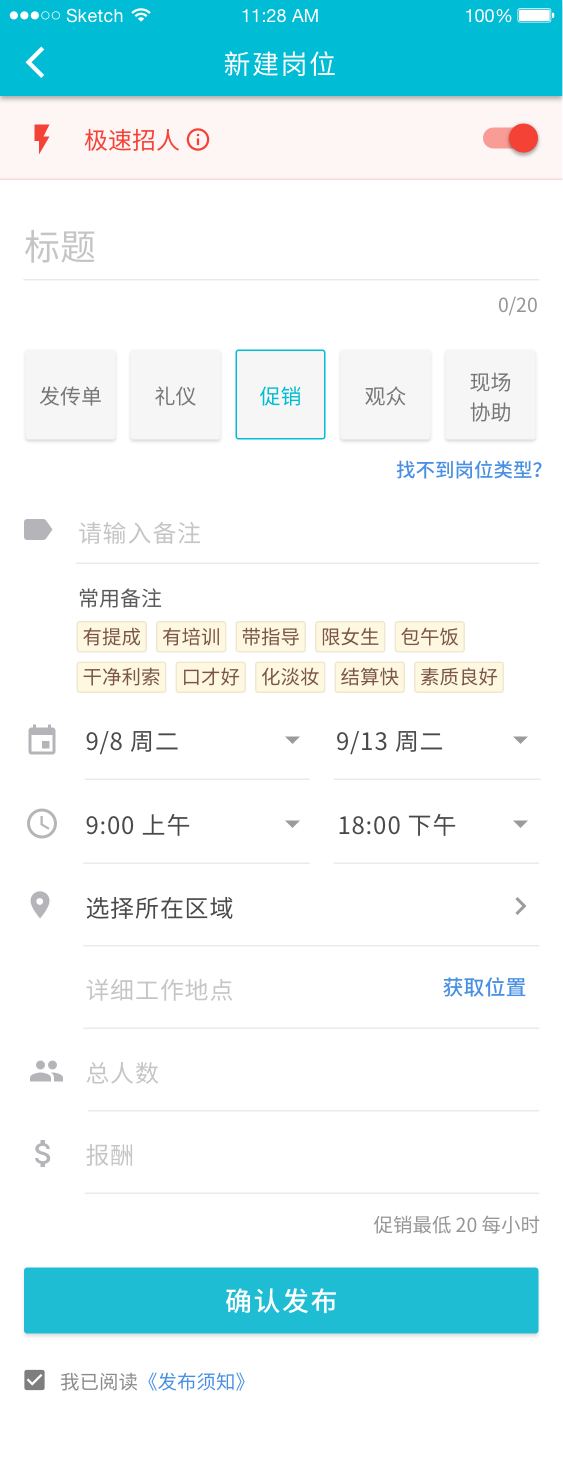 Sketch 11:28 AM 100%
新建岗位
极速招人
标题
0/20
发传单 礼仪 促销 观众 现场协助
找不到岗位类型?
请输入备注
常用备注
有提成 有培训 带指导 限女生 包午饭
干净利索 口才好 化淡妆 结算快 素质良好
9/8 周二 9/13 周二
9:00 上午 18:00 下午
选择所在区域
详细工作地点 获取位置
总人数
报酬
促销最低 20 每小时
确认发布
我已阅读《发布须知》